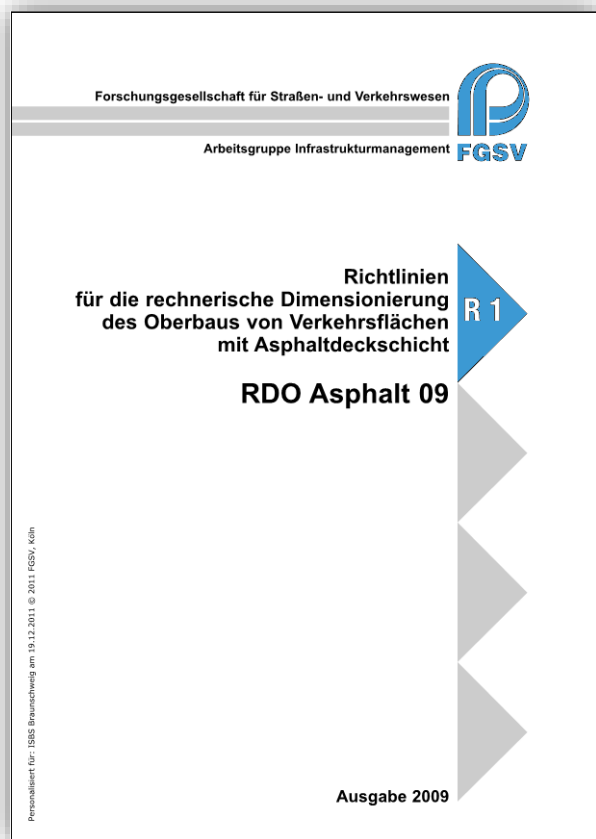 Forschungsgesellschaft für Straßen- und Verkehrswesen
Arbeitsgruppe Infrastrukturmanagement
FGSV
Richtlinien
für die rechnerische Dimensionierung
des Oberbaus von Verkehrsflächen
mit Asphaltdeckschicht
R 1
RDO Asphalt 09
Personalisiert für: ISBS Braunschweig am 19.12.2011 © 2011 FGSV, Köln
Ausgabe 2009